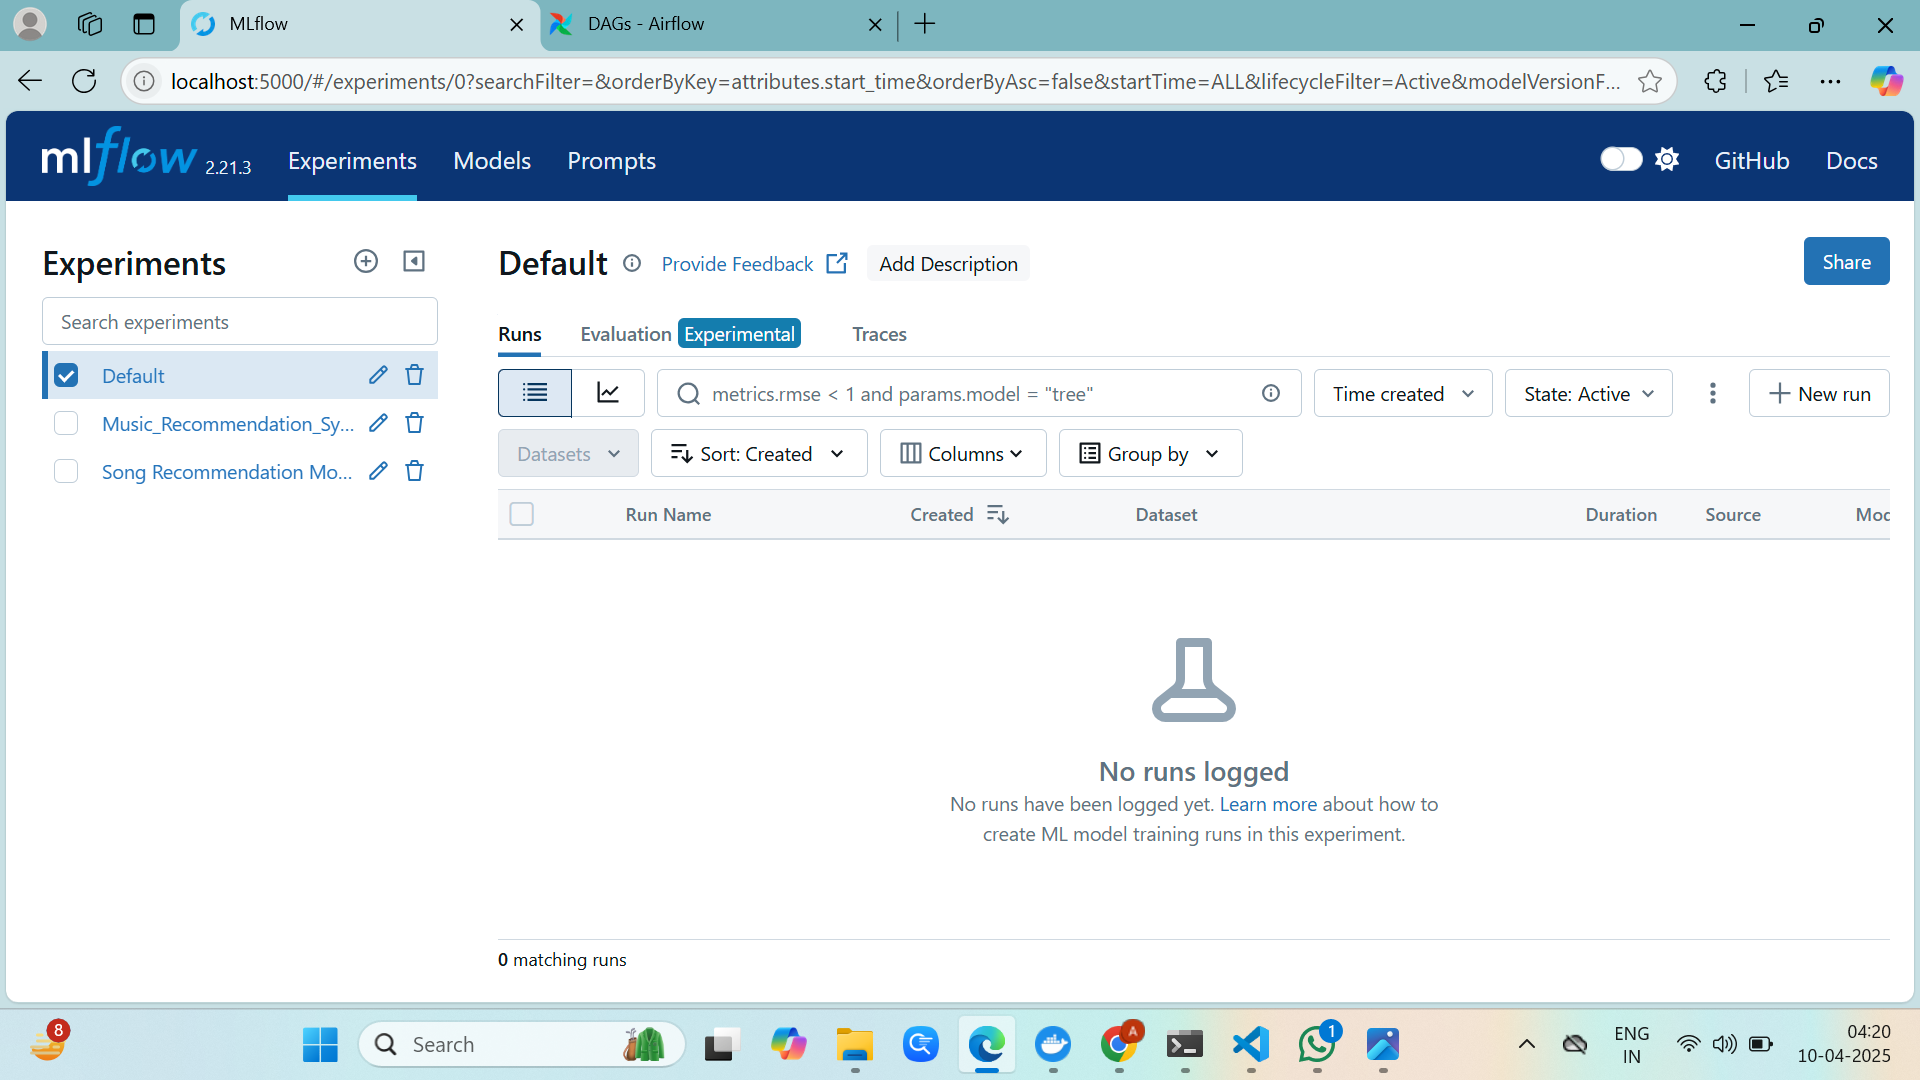 MLflow
DAGs - Airflow
localhost:5000/#/experiments/0?searchFilter=&orderByKey=attributes.start_time&orderByAsc=false&startTime=ALL&lifecycleFilter=Active&modelVersionF...
mlflow 2.21.3 Experiments Models Prompts GitHub Docs
Experiments
Search experiments
Default
Music_Recommendation_Sy...
Song Recommendation Mo...
Default Provide Feedback Add Description Share
Runs Evaluation Experimental Traces
metrics.rmse < 1 and params.model = "tree" Time created State: Active New run
Datasets Sort: Created Columns Group by
Run Name Created Dataset Duration Source Moc
No runs logged
No runs have been logged yet. Learn more about how to
create ML model training runs in this experiment.
0 matching runs
8
Search
A
1
ENG
IN
04:20
10-04-2025